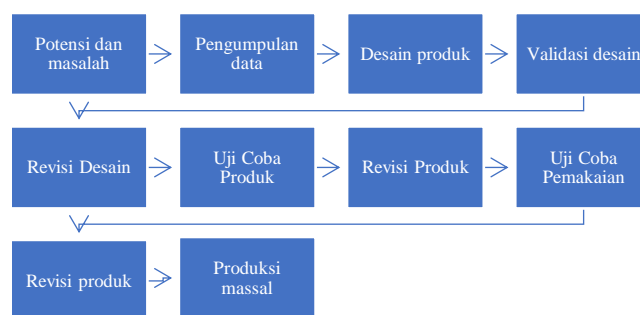 Potensi dan
masalah
Pengumpulan
data
Desain produk
Validasi desain
Revisi Desain
Uji Coba
Produk
Revisi Produk
Uji Coba
Pemakaian
Revisi produk
Produksi
massal